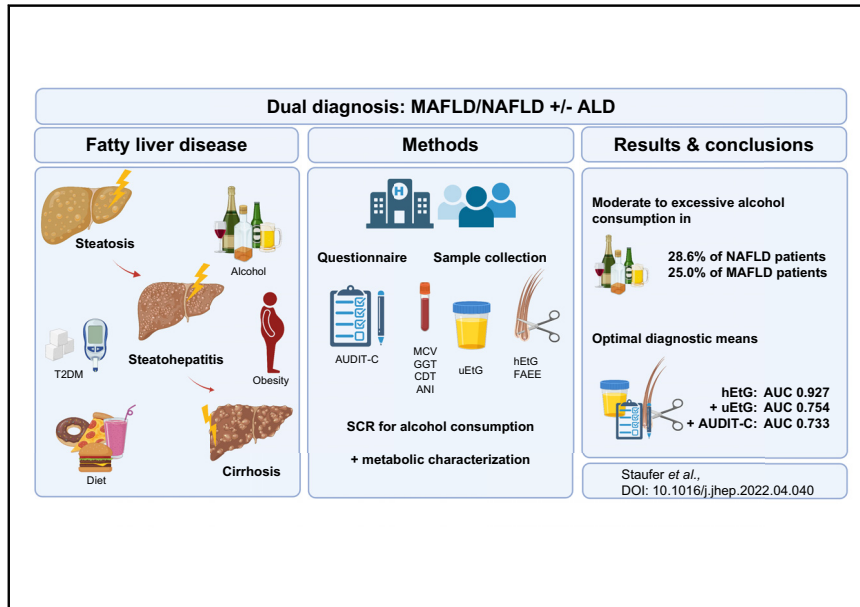 Dual diagnosis: MAFLD/NAFLD +/- ALD
Fatty liver disease
Steatosis
Alcohol
Steatohepatitis
T2DM
Obesity
Diet
Cirrhosis
Methods
H
Questionnaire
Sample collection
AUDIT-C
MCV
GGT
CDT
ANI
uEtG
hEtG
FAEE
SCR for alcohol consumption
+ metabolic characterization
Results & conclusions
Moderate to excessive alcohol
consumption in
28.6% of NAFLD patients
25.0% of MAFLD patients
Optimal diagnostic means
hEtG: AUC 0.927
+ uEtG: AUC 0.754
+ AUDIT-C: AUC 0.733
Staufer et al.,
DOI: 10.1016/j.jhep.2022.04.040